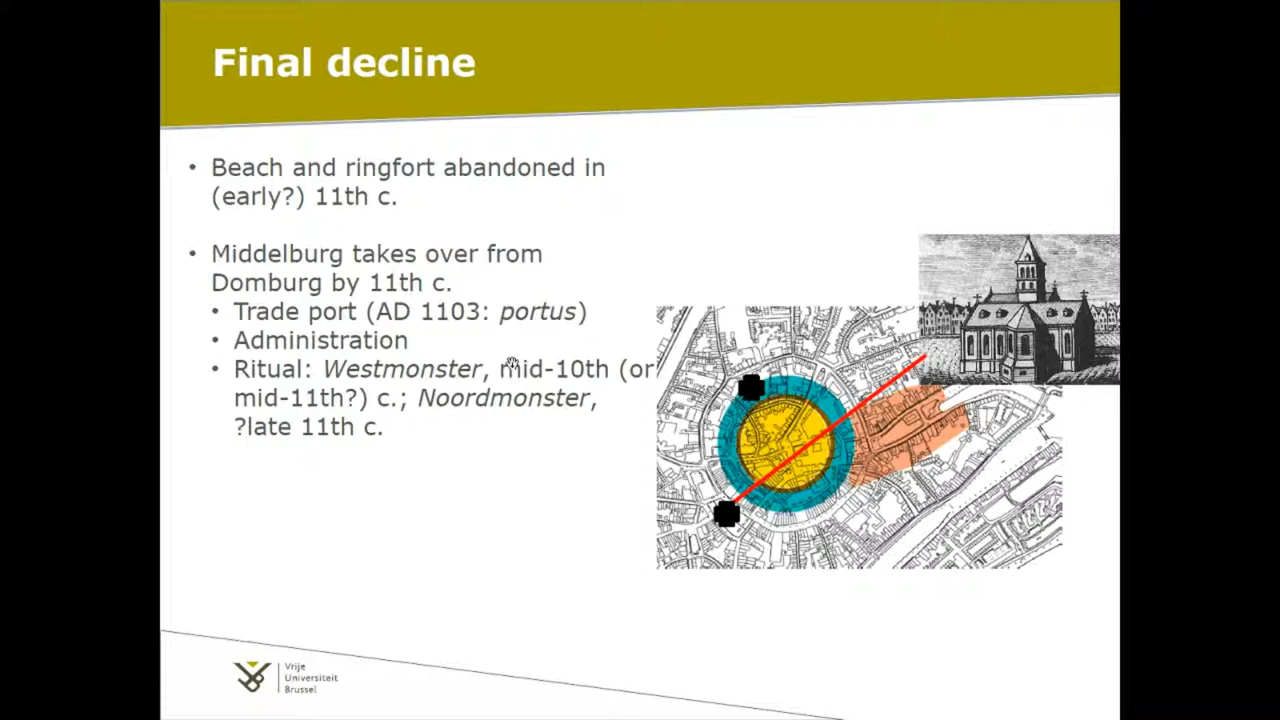 Final decline
• Beach and ringfort abandoned in
(early?) 11th c.
• Middelburg takes over from
Domburg by 11th c.
• Trade port (AD 1103: portus)
• Administration
• Ritual: Westmonster, mid-10th (or
mid-11th?) c.; Noordmonster,
?late 11th c.
Vrije
Universiteit
Brussel